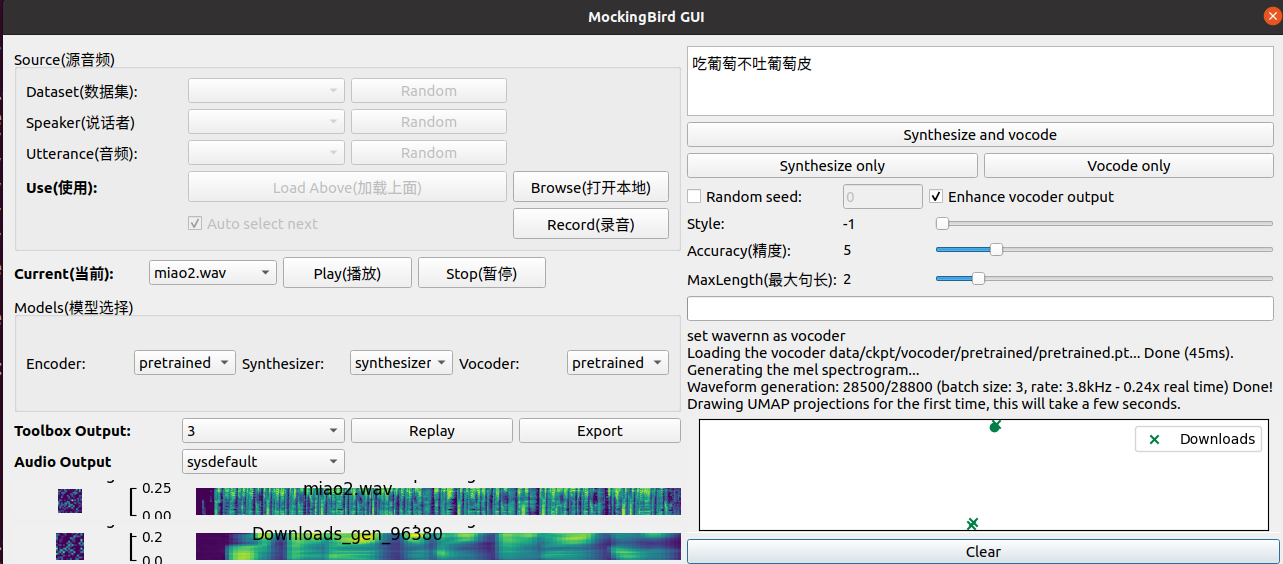 MockingBird GUI
Source(源音频)
Dataset(数据集):
Random
Speaker(说话者)
Random
Utterance(音频):
Random
Use(使用):
Load Above(加载上面)
Browse(打开本地)
Auto select next
Record(录音)
Current(当前):
miao2.wav
Play(播放)
Stop(暂停)
Models(模型选择)
Encoder:
pretrained
Synthesizer:
synthesizer
Vocoder:
pretrained
Toolbox Output:
3
Replay
Export
Audio Output
sysdefault
0.25
0.00
miao2.wav
0.2
0.0
Downloads_gen_96380
吃葡萄不吐葡萄皮
Synthesize and vocode
Synthesize only
Vocode only
Random seed:
0
Enhance vocoder output
Style:
-1
Accuracy(精度):
5
MaxLength(最大句长):
2
set wavernn as vocoder
Loading the vocoder data/ckpt/vocoder/pretrained/pretrained.pt... Done (45ms).
Generating the mel spectrogram...
Waveform generation: 28500/28800 (batch size: 3, rate: 3.8kHz - 0.24x real time) Done!
Drawing UMAP projections for the first time, this will take a few seconds.
Downloads
Clear